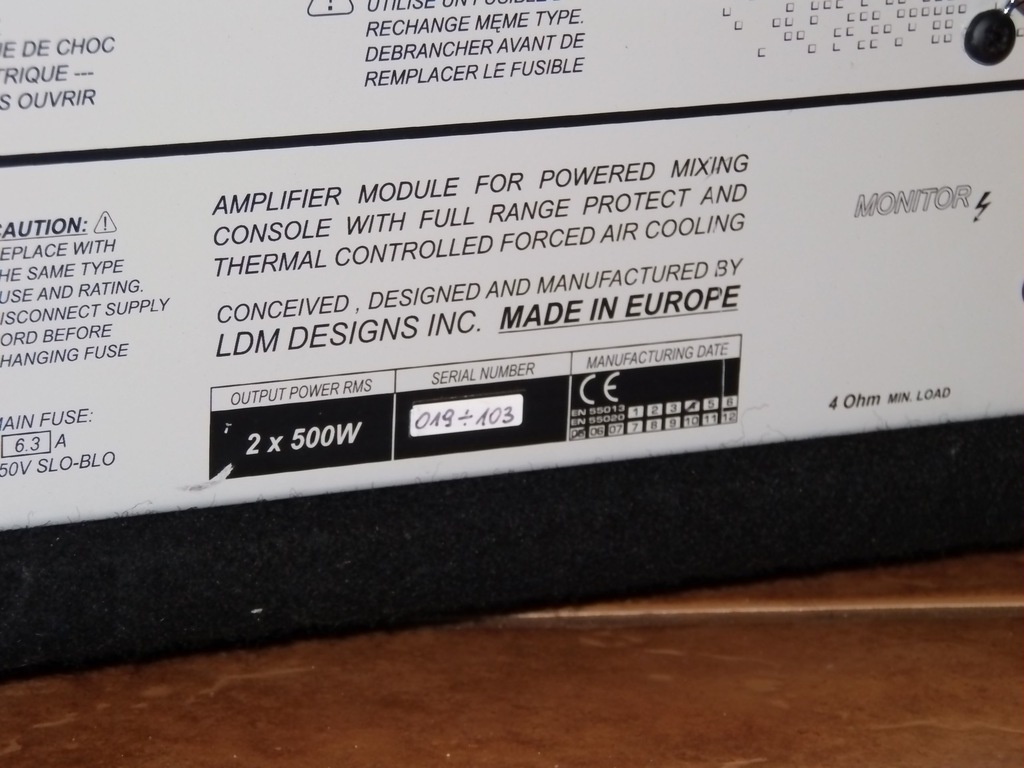 UE DE CHOC
TRIQUE ---
S OUVRIR
UTILISE UN FUSIBLE DE
RECHANGE MEME TYPE.
DEBRANCHER AVANT DE
REMPLACER LE FUSIBLE
CAUTION:
EPLACE WITH
HE SAME TYPE
USE AND RATING.
ISCONNECT SUPPLY
ORD BEFORE
HANGING FUSE
AIN FUSE:
6.3 A
50V SLO-BLO
AMPLIFIER MODULE FOR POWERED MIXING
CONSOLE WITH FULL RANGE PROTECT AND
THERMAL CONTROLLED FORCED AIR COOLING
CONCEIVED , DESIGNED AND MANUFACTURED BY
LDM DESIGNS INC. MADE IN EUROPE
OUTPUT POWER RMS
2 x 500W
SERIAL NUMBER
019÷103
MANUFACTURING DATE
CE
EN 55013 1 2 3 4 5 6
EN 55020
05 06 07 7 8 9 10 11 12
MONITOR
4 Ohm MIN. LOAD